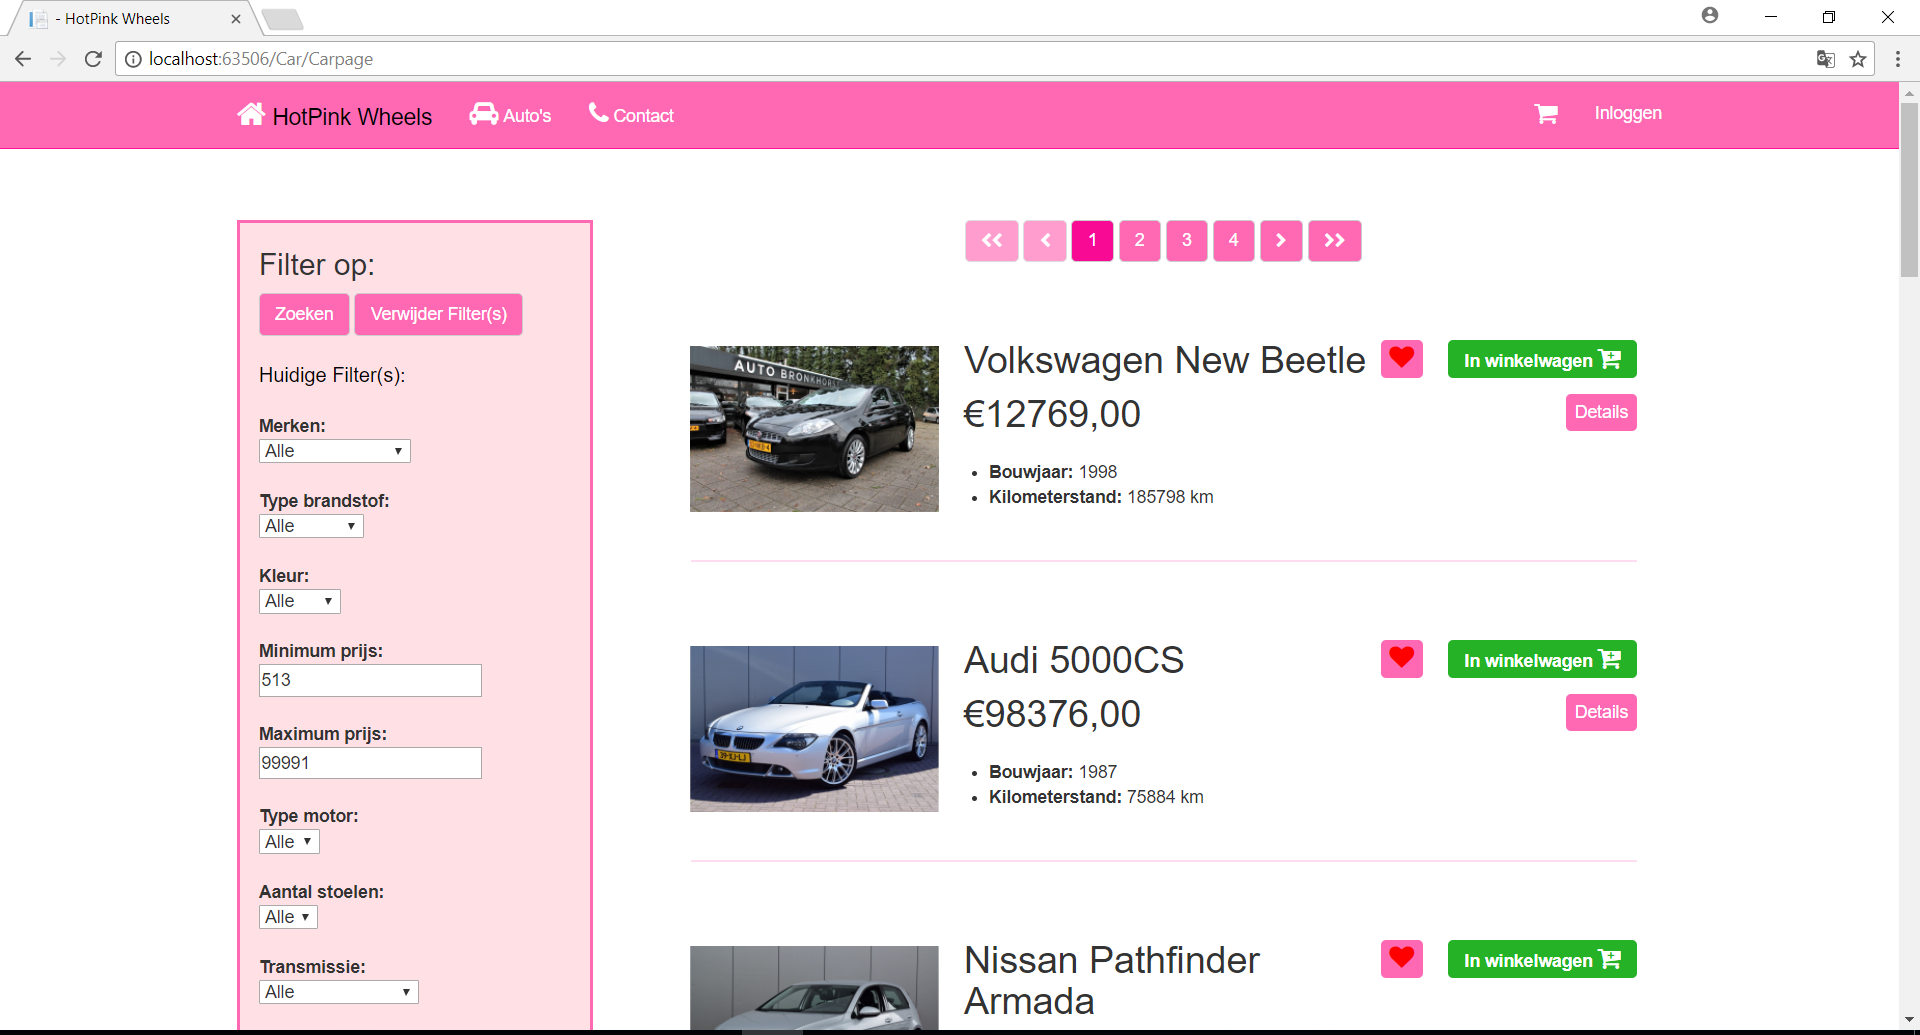 - HotPink Wheels
localhost:63506/Car/Carpage
HotPink Wheels Auto's Contact Inloggen
Filter op:
Zoeken Verwijder Filter(s)
Huidige Filter(s):
Merken:
Alle
Type brandstof:
Alle
Kleur:
Alle
Minimum prijs:
513
Maximum prijs:
99991
Type motor:
Alle
Aantal stoelen:
Alle
Transmissie:
Alle
1 2 3 4
AUTO BRONKHORST
Volkswagen New Beetle
In winkelwagen
€12769,00
Details
Bouwjaar: 1998
Kilometerstand: 185798 km
Audi 5000CS
In winkelwagen
€98376,00
Details
Bouwjaar: 1987
Kilometerstand: 75884 km
Nissan Pathfinder
Armada
In winkelwagen